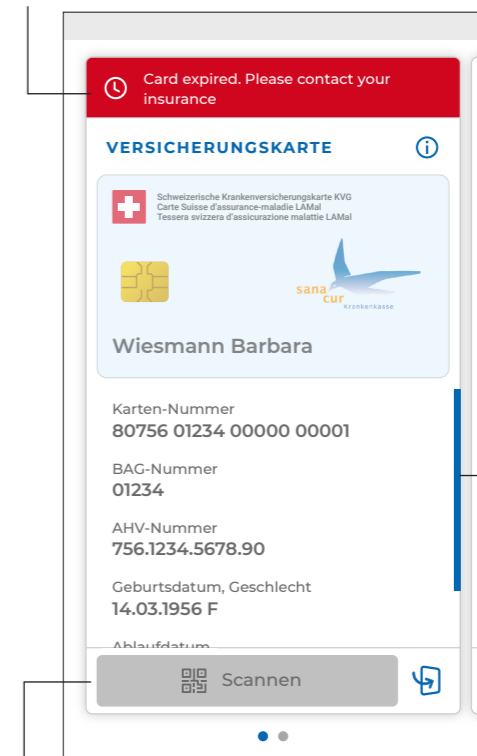 Card expired. Please contact your
insurance
VERSICHERUNGSKARTE
Schweizerische Krankenversicherungskarte KVG
Carte Suisse d'assurance-maladie LAMal
Tessera svizzera d'assicurazione malattie LAMal
sana
cur
Krankenkasse
Wiesmann Barbara
Karten-Nummer
80756 01234 00000 00001
BAG-Nummer
01234
AHV-Nummer
756.1234.5678.90
Geburtsdatum, Geschlecht
14.03.1956 F
Ablaufdatum
Scannen